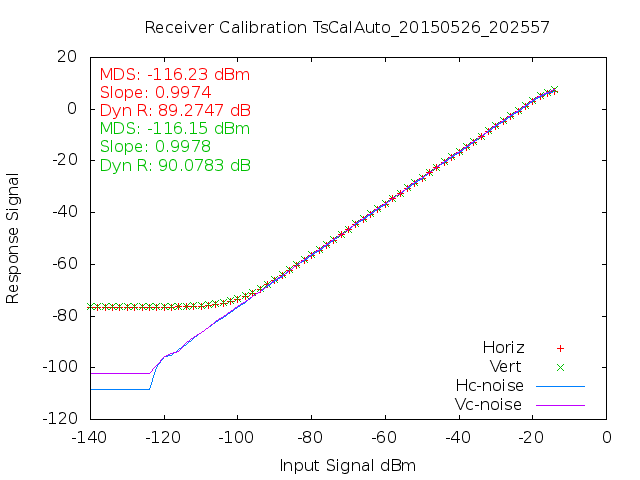 Receiver Calibration TsCalAuto_20150526_202557
20
0
-20
-40
-60
-80
-100
-120
-140
-120
-100
-80
-60
-40
-20
0
Response Signal
Input Signal dBm
MDS: -116.23 dBm
Slope: 0.9974
Dyn R: 89.2747 dB
MDS: -116.15 dBm
Slope: 0.9978
Dyn R: 90.0783 dB
Horiz
Vert
Hc-noise
Vc-noise